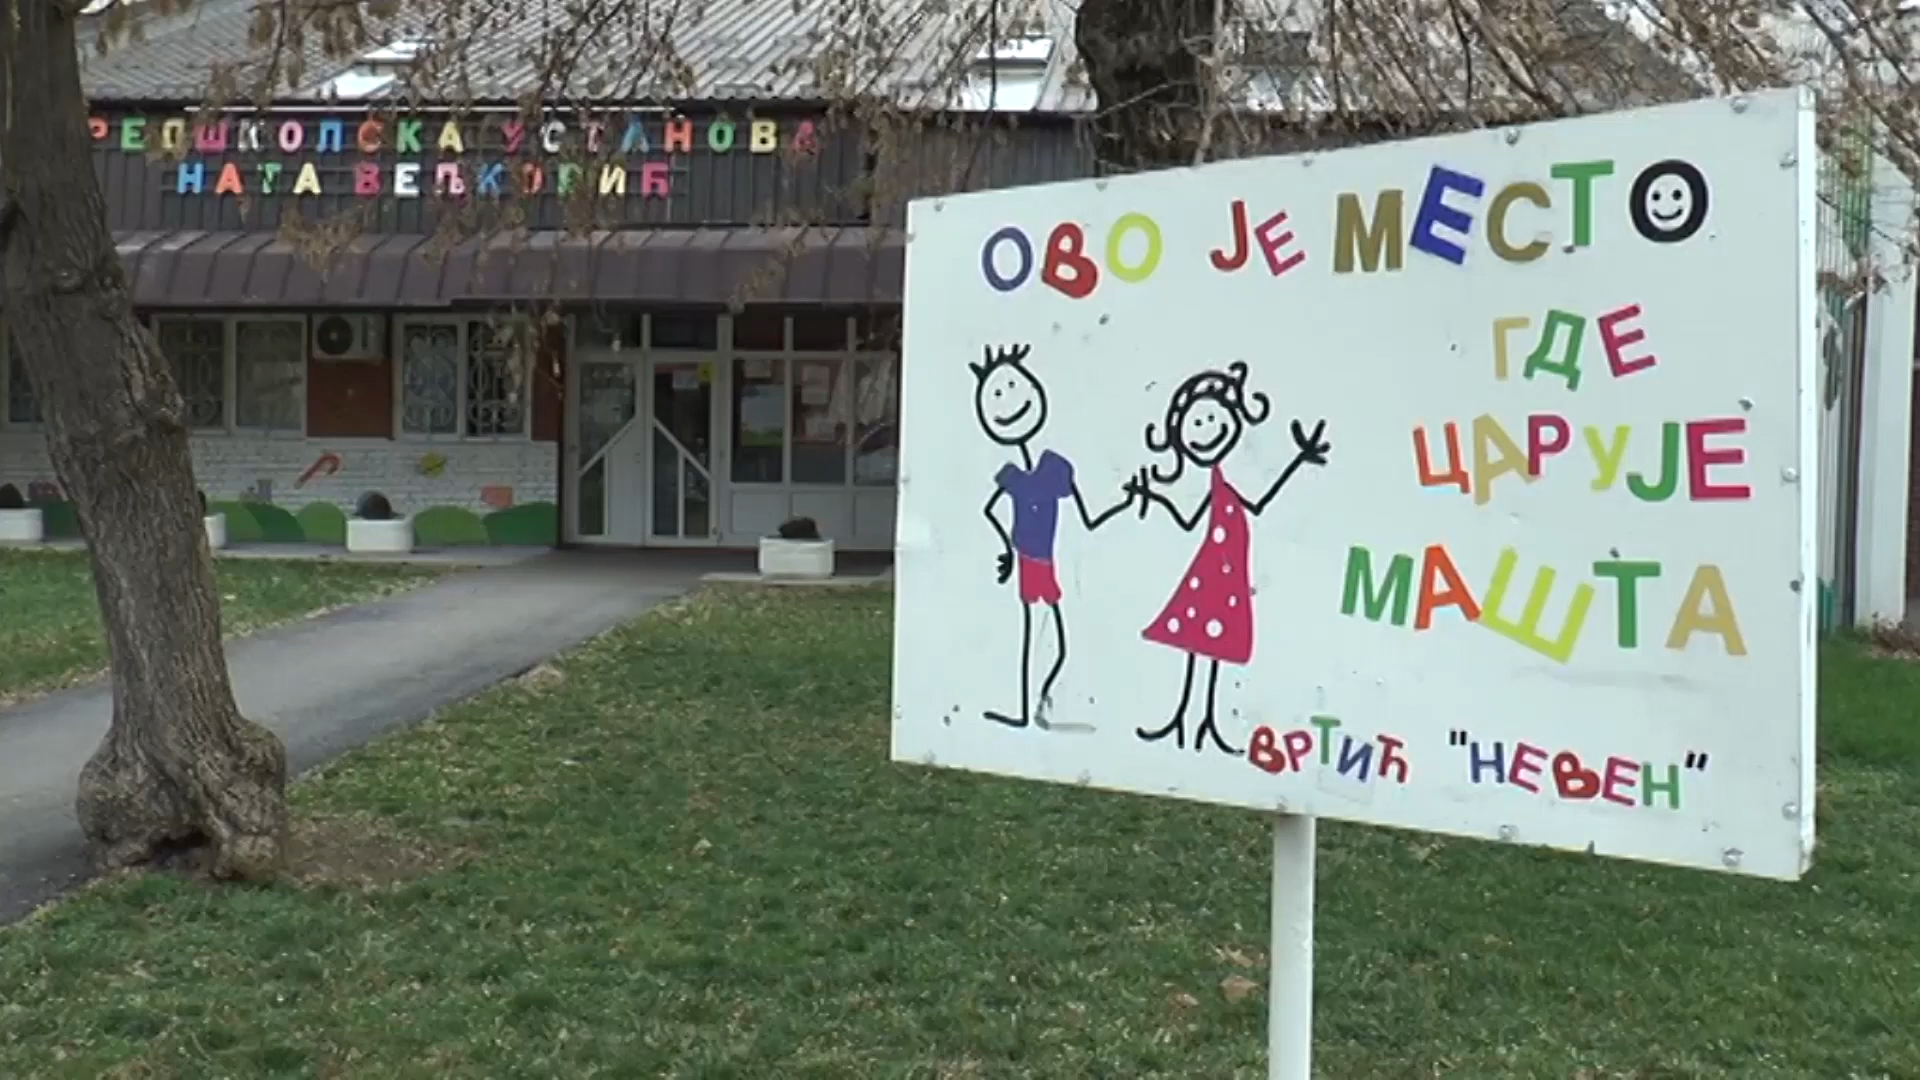 ПРЕДШКОЛСКА УСТАНОВА
НАТА ВЕЉКОВИЋ
ОВО ЈЕ МЕСТО
ГДЕ
ЦАРУЈЕ
МАШТА
ВРТИЋ "НЕВЕН"